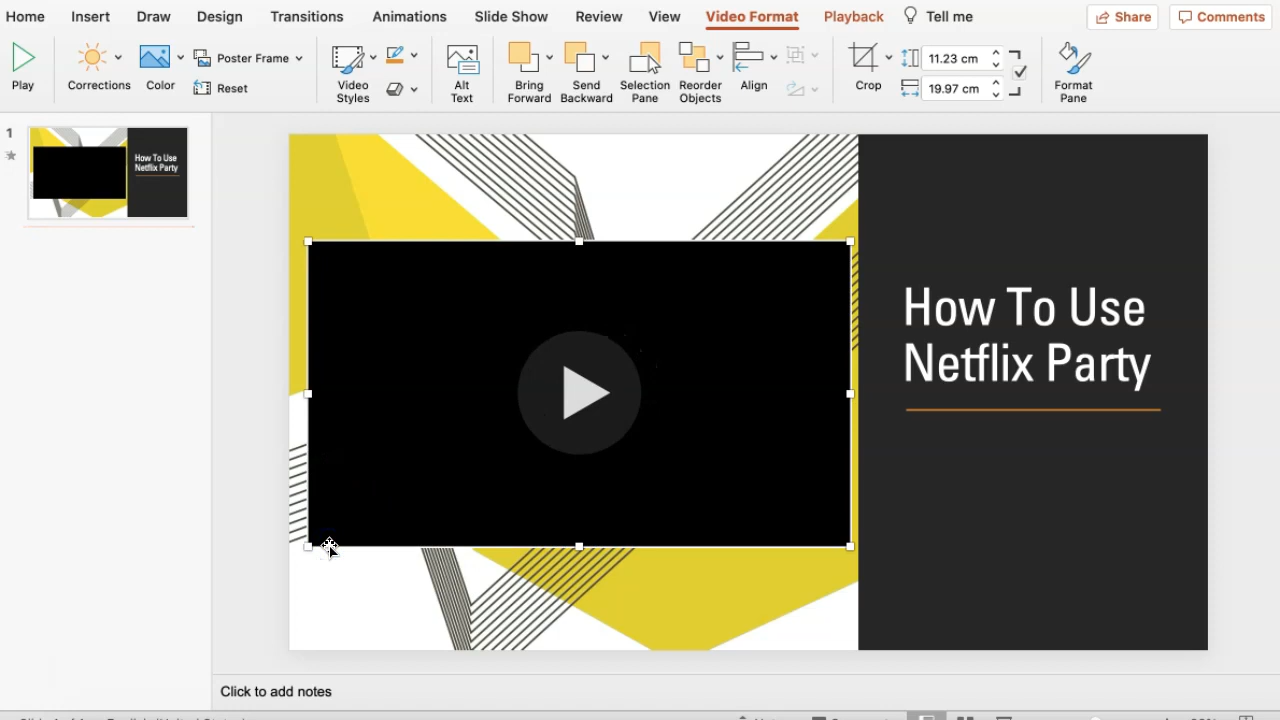 Home Insert Draw Design Transitions Animations Slide Show Review View Video Format Playback Tell me Share Comments
Play
Corrections
Color
Poster Frame
Reset
Video
Styles
Alt
Text
Bring
Forward
Send
Backward
Selection
Pane
Reorder
Objects
Align
Crop
11.23 cm
19.97 cm
Format
Pane
1
How To Use
Netflix Party
How To Use
Netflix Party
Click to add notes